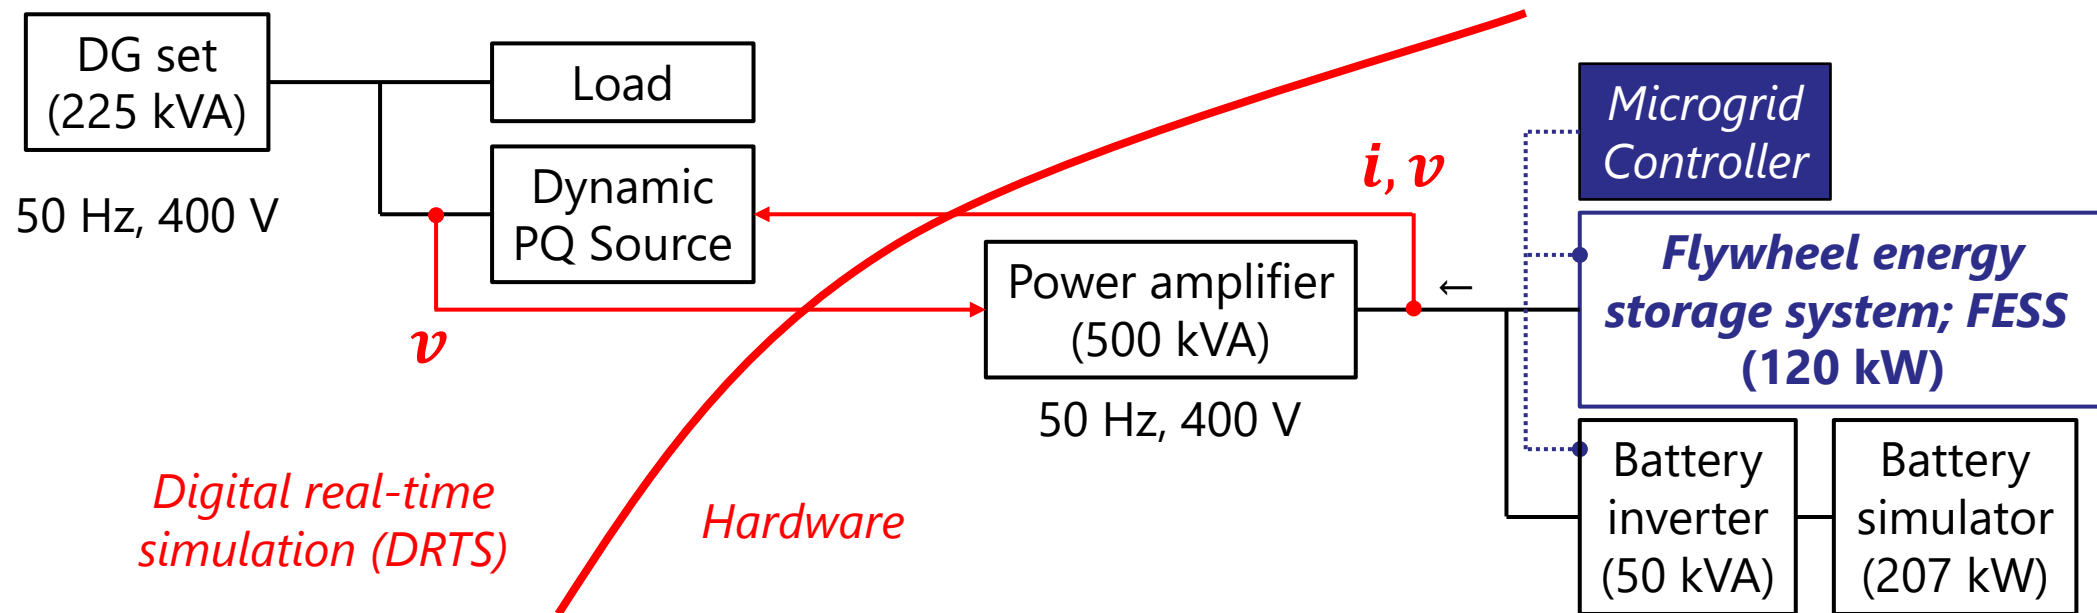 DG set
(225 kVA)
50 Hz, 400 V
Load
Dynamic
PQ Source
v
i, v
Power amplifier
(500 kVA)
50 Hz, 400 V
←
Microgrid
Controller
Flywheel energy
storage system; FESS
(120 kW)
Battery
inverter
(50 kVA)
Battery
simulator
(207 kW)
Digital real-time
simulation (DRTS)
Hardware